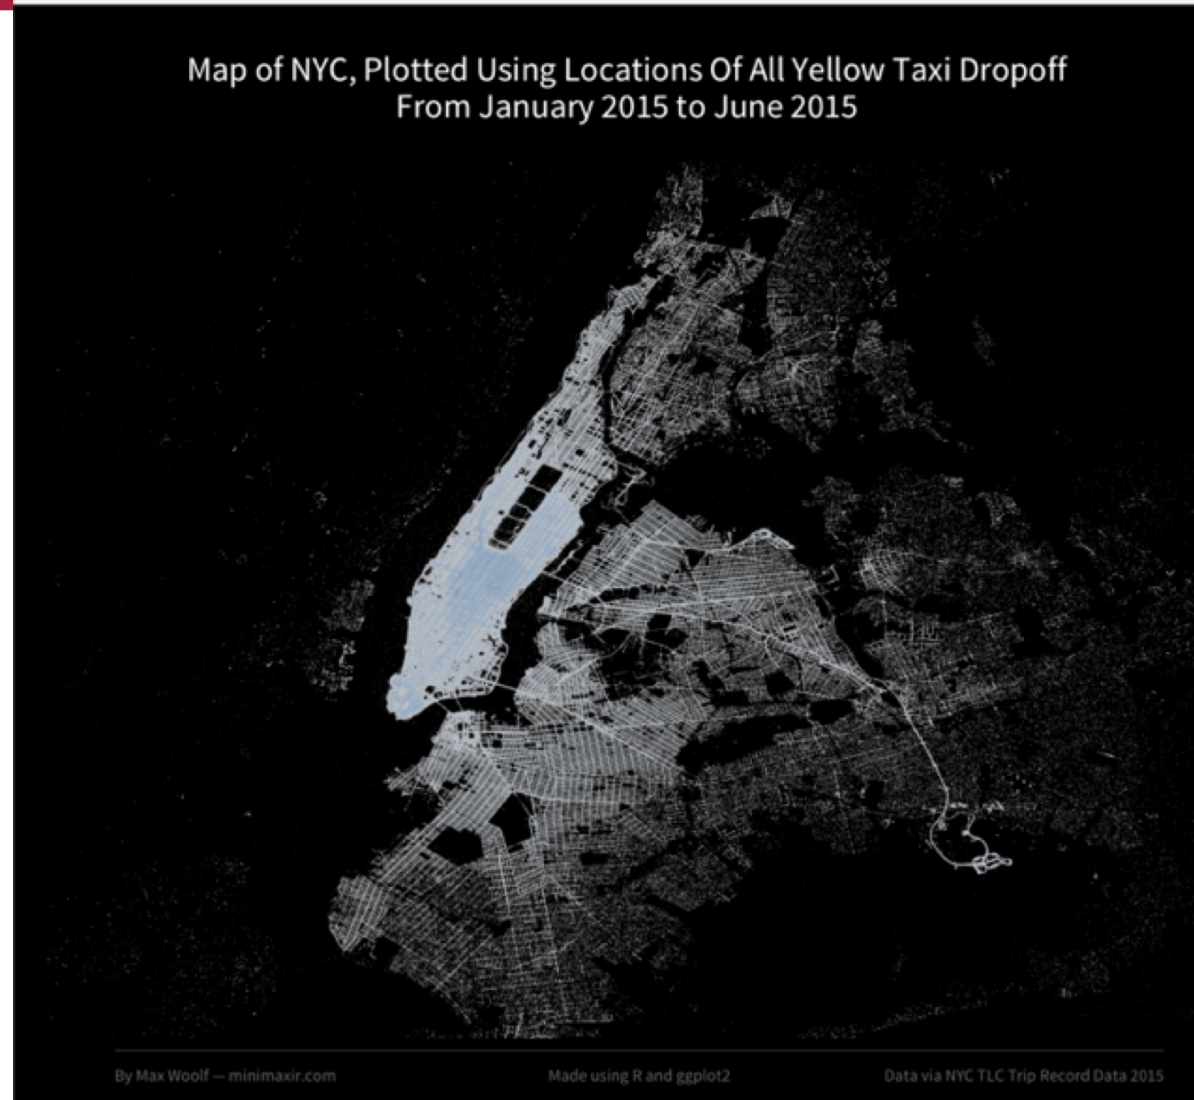 Map of NYC, Plotted Using Locations Of All Yellow Taxi Dropoff
From January 2015 to June 2015
By Max Woolf — minimaxir.com
Made using R and ggplot2
Data via NYC TLC Trip Record Data 2015